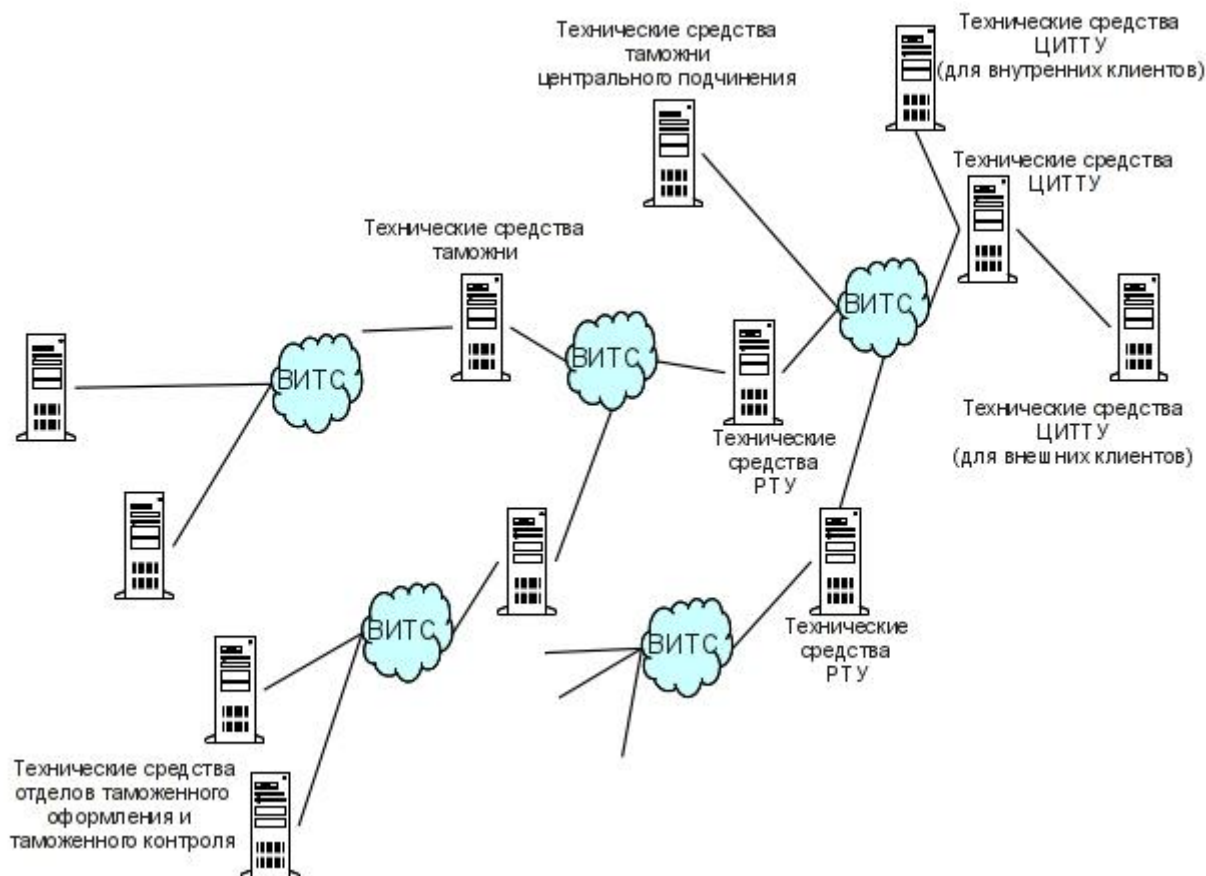 Технические средства
таможни
центрального подчинения
Технические средства
ЦИТТУ
(для внутренних клиентов)
Технические средства
ЦИТТУ
Технические средства
таможни
ВИТС
ВИТС
ВИТС
Технические средства
ЦИТТУ
(для внешних клиентов)
Технические
средства
РТУ
ВИТС
ВИТС
Технические
средства
РТУ
Технические средства
отделов таможенного
оформления и
таможенного контроля